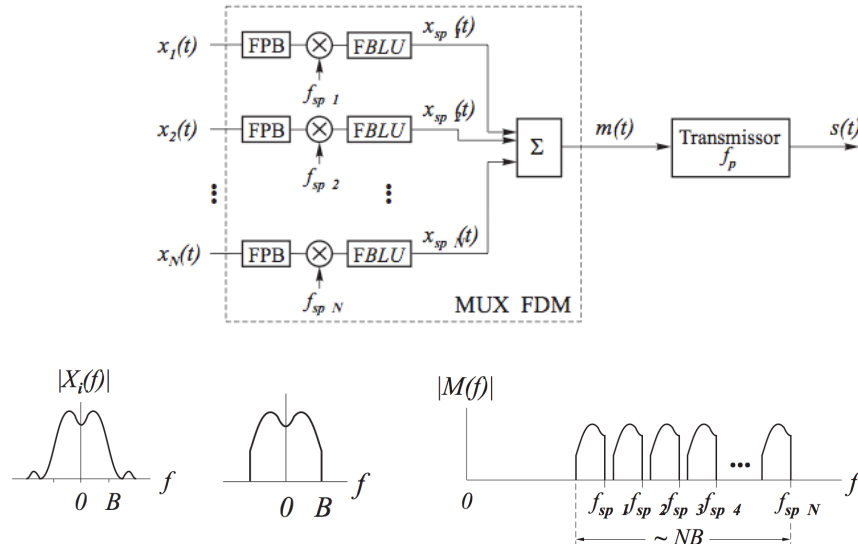 x1(t) FPB FBLU xsp 1(t)
fsp 1
x2(t) FPB FBLU xsp 2(t)
fsp 2
Σ m(t) Transmissor fp s(t)
xN(t) FPB FBLU xsp N(t)
fsp N
MUX FDM
|Xi(f)|
0 B f
0 B f
|M(f)|
0 f
fsp 1 fsp 2 fsp 3 fsp 4 ... fsp N
~ NB